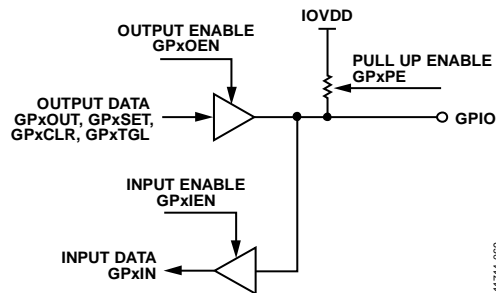 IOVDD
OUTPUT ENABLE
GPxOEN
PULL UP ENABLE
GPxPE
OUTPUT DATA
GPxOUT, GPxSET,
GPxCLR, GPxTGL
GPIO
INPUT ENABLE
GPxIEN
INPUT DATA
GPxIN